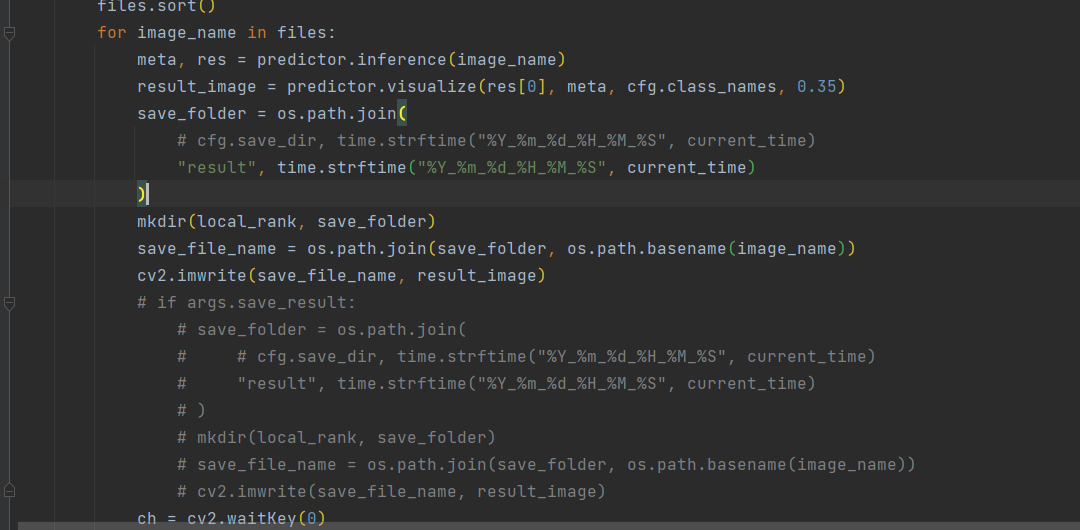 files.sort()
for image_name in files:
meta, res = predictor.inference(image_name)
result_image = predictor.visualize(res[0], meta, cfg.class_names, 0.35)
save_folder = os.path.join(
# cfg.save_dir, time.strftime("%Y_%m_%d_%H_%M_%S", current_time)
"result", time.strftime("%Y_%m_%d_%H_%M_%S", current_time)
)
mkdir(local_rank, save_folder)
save_file_name = os.path.join(save_folder, os.path.basename(image_name))
cv2.imwrite(save_file_name, result_image)
# if args.save_result:
# save_folder = os.path.join(
#     # cfg.save_dir, time.strftime("%Y_%m_%d_%H_%M_%S", current_time)
#     "result", time.strftime("%Y_%m_%d_%H_%M_%S", current_time)
# )
# mkdir(local_rank, save_folder)
# save_file_name = os.path.join(save_folder, os.path.basename(image_name))
# cv2.imwrite(save_file_name, result_image)
ch = cv2.waitKey(0)